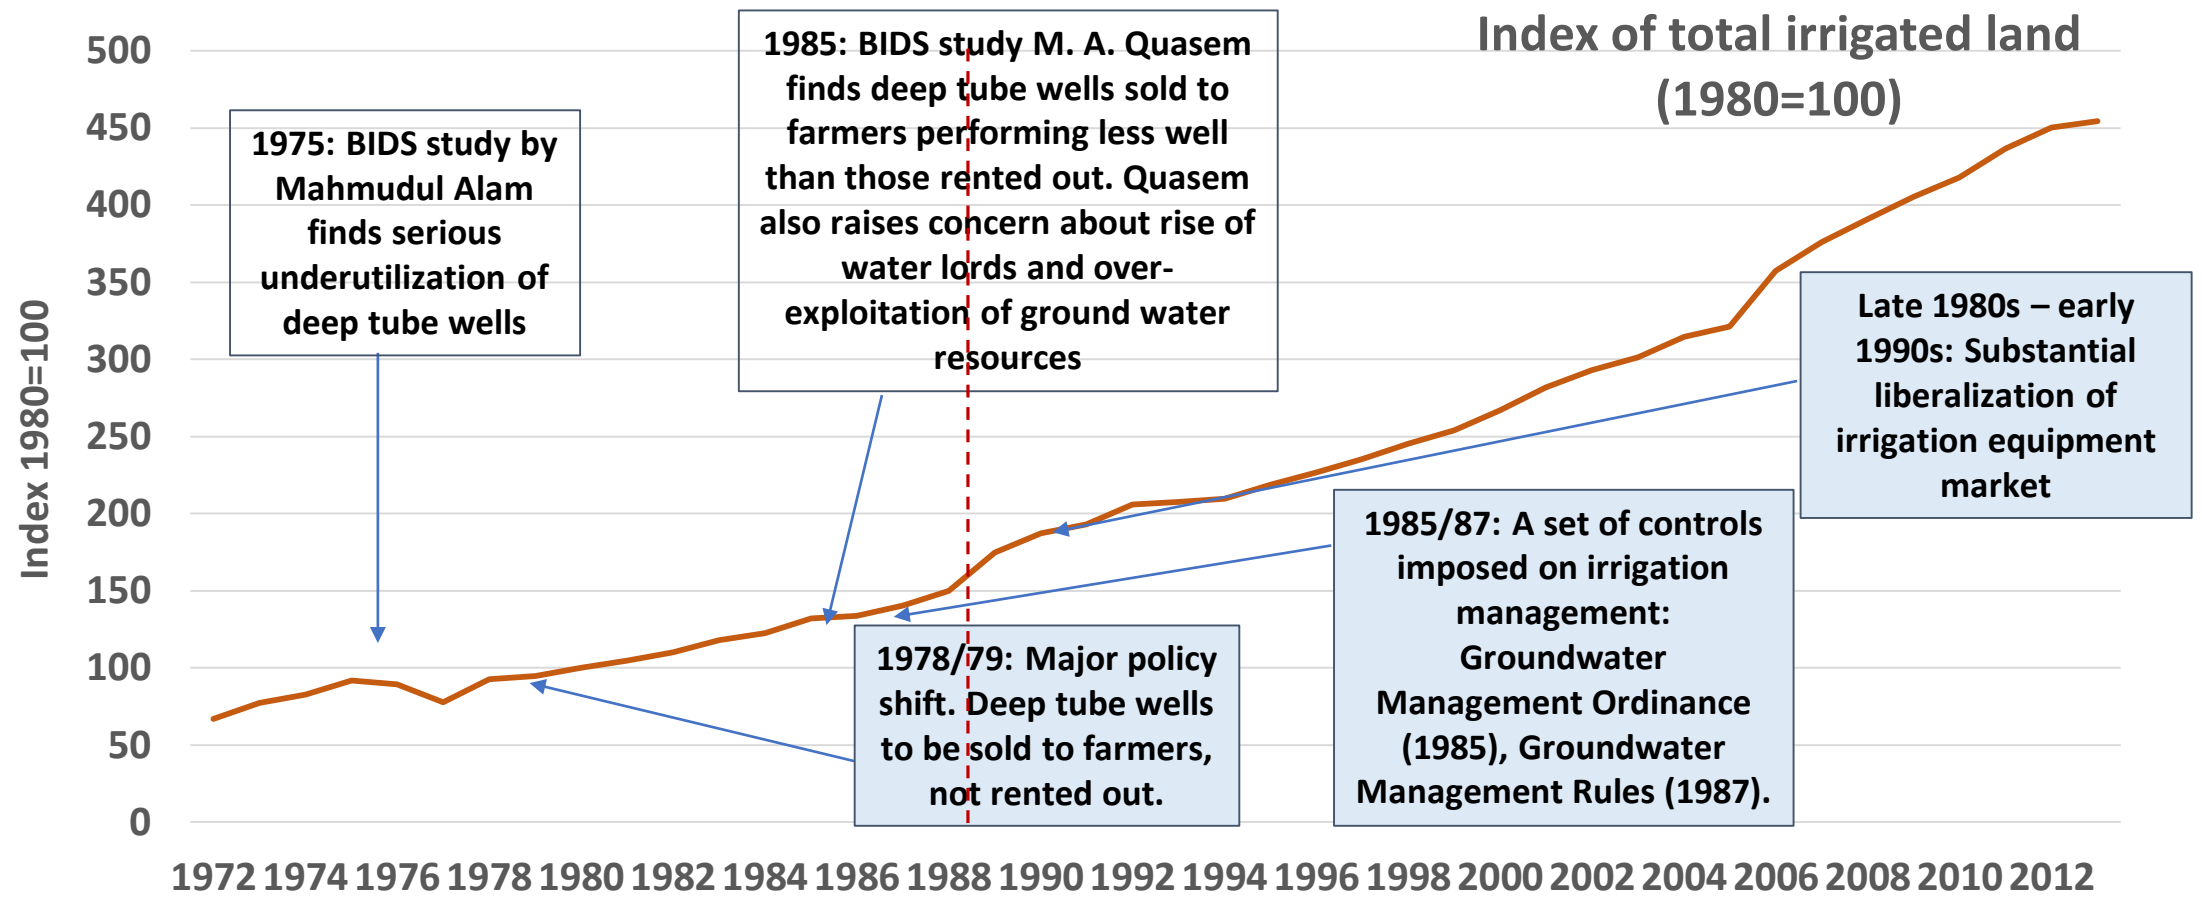 Index of total irrigated land
(1980=100)
Index 1980=100
500
450
400
350
300
250
200
150
100
50
0
1975: BIDS study by
Mahmudul Alam
finds serious
underutilization of
deep tube wells
1985: BIDS study M. A. Quasem
finds deep tube wells sold to
farmers performing less well
than those rented out. Quasem
also raises concern about rise of
water lords and over-
exploitation of ground water
resources
Late 1980s – early
1990s: Substantial
liberalization of
irrigation equipment
market
1985/87: A set of controls
imposed on irrigation
management:
Groundwater
Management Ordinance
(1985), Groundwater
Management Rules (1987).
1978/79: Major policy
shift. Deep tube wells
to be sold to farmers,
not rented out.
1972 1974 1976 1978 1980 1982 1984 1986 1988 1990 1992 1994 1996 1998 2000 2002 2004 2006 2008 2010 2012